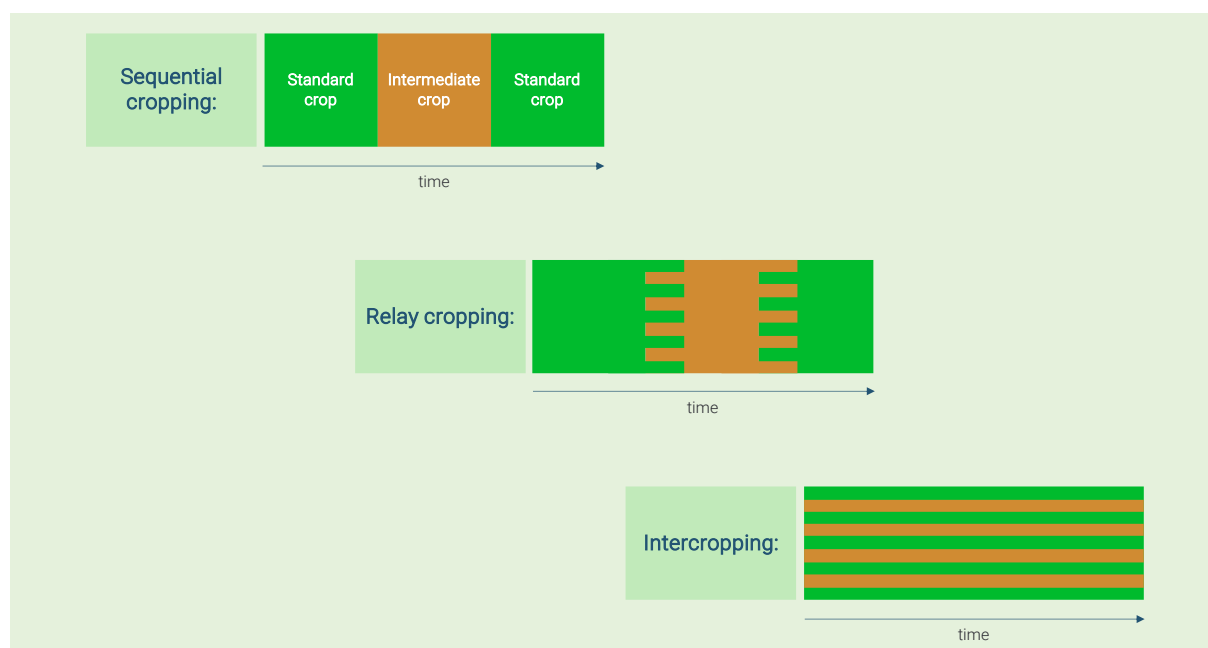 Sequential
cropping:
Standard
crop
Intermediate
crop
Standard
crop
time
Relay cropping:
time
Intercropping:
time